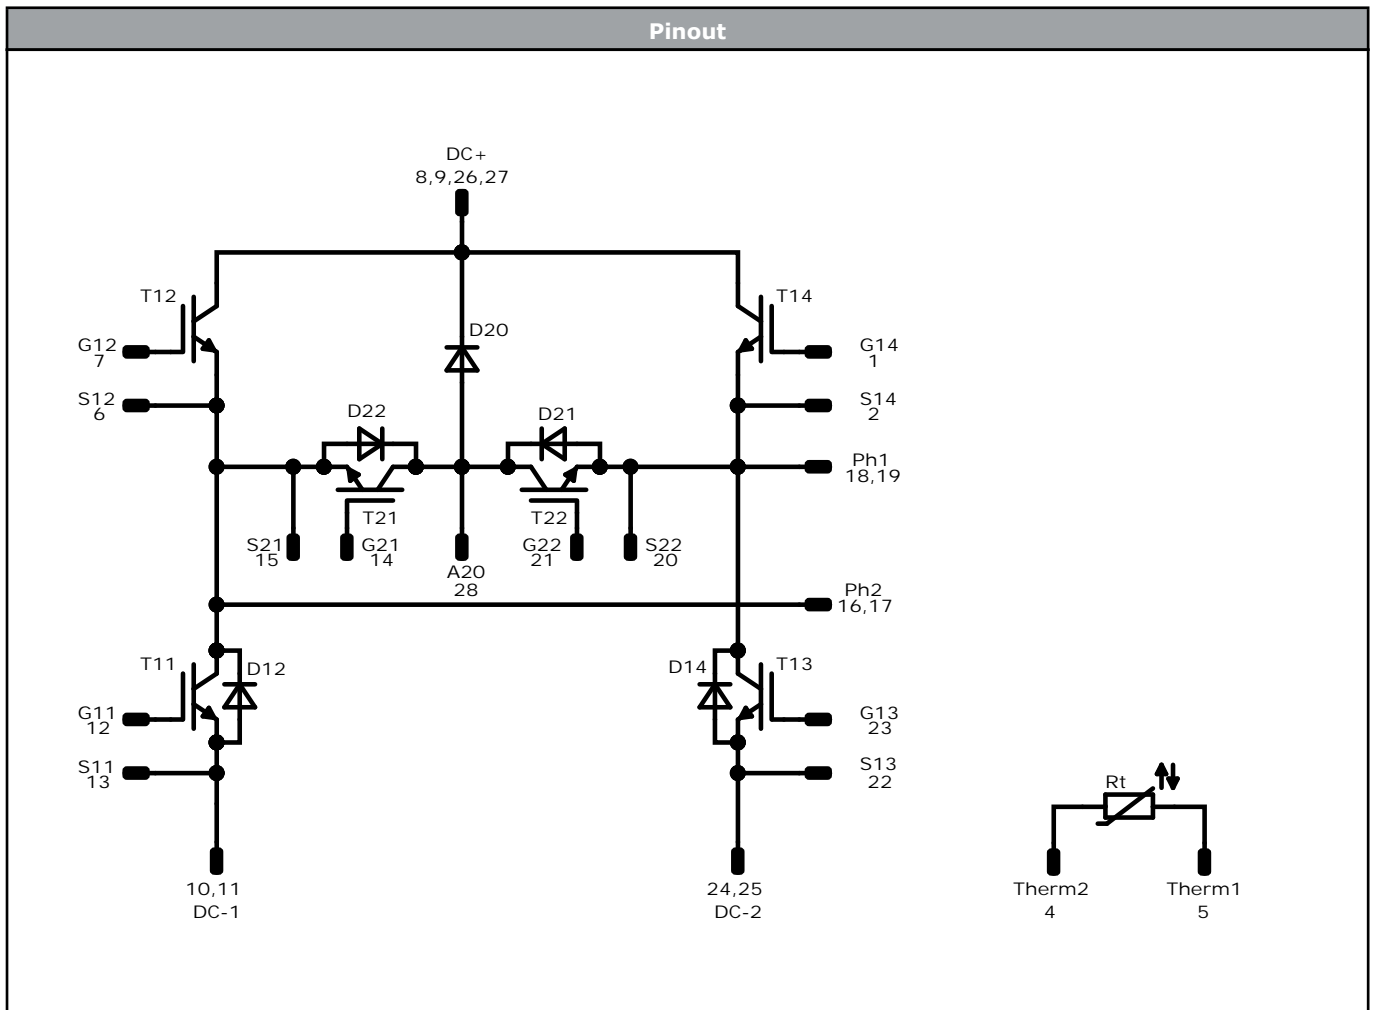 Pinout
DC+
8,9,26,27
T12
T14
D20
G12
7
G14
1
S12
6
S14
2
D22
D21
Ph1
18,19
T21
T22
S21
15
G21
14
A20
28
G22
21
S22
20
Ph2
16,17
T11
D12
D14
T13
G11
12
G13
23
S11
13
S13
22
Rt
10,11
DC-1
24,25
DC-2
Therm2
4
Therm1
5